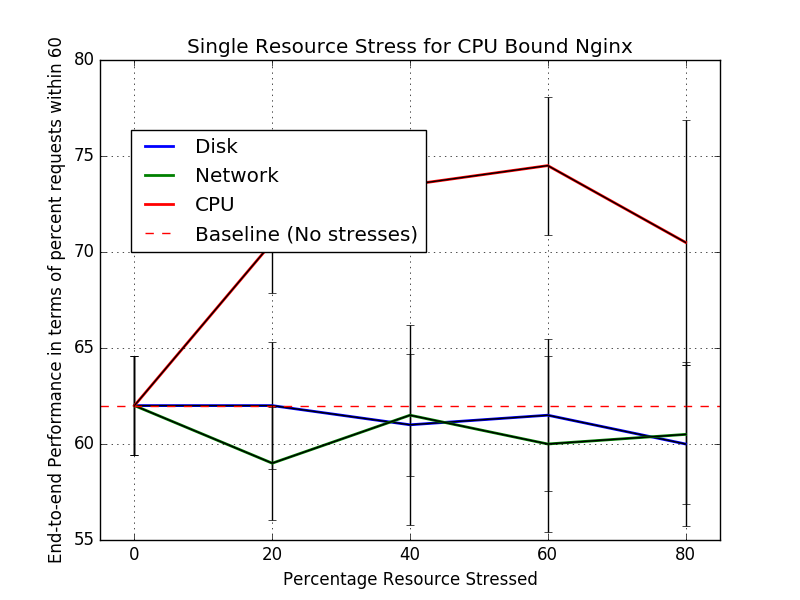 Single Resource Stress for CPU Bound Nginx
End-to-end Performance in terms of percent requests within 60
80
75
70
65
60
55
Disk
Network
CPU
Baseline (No stresses)
0 20 40 60 80
Percentage Resource Stressed